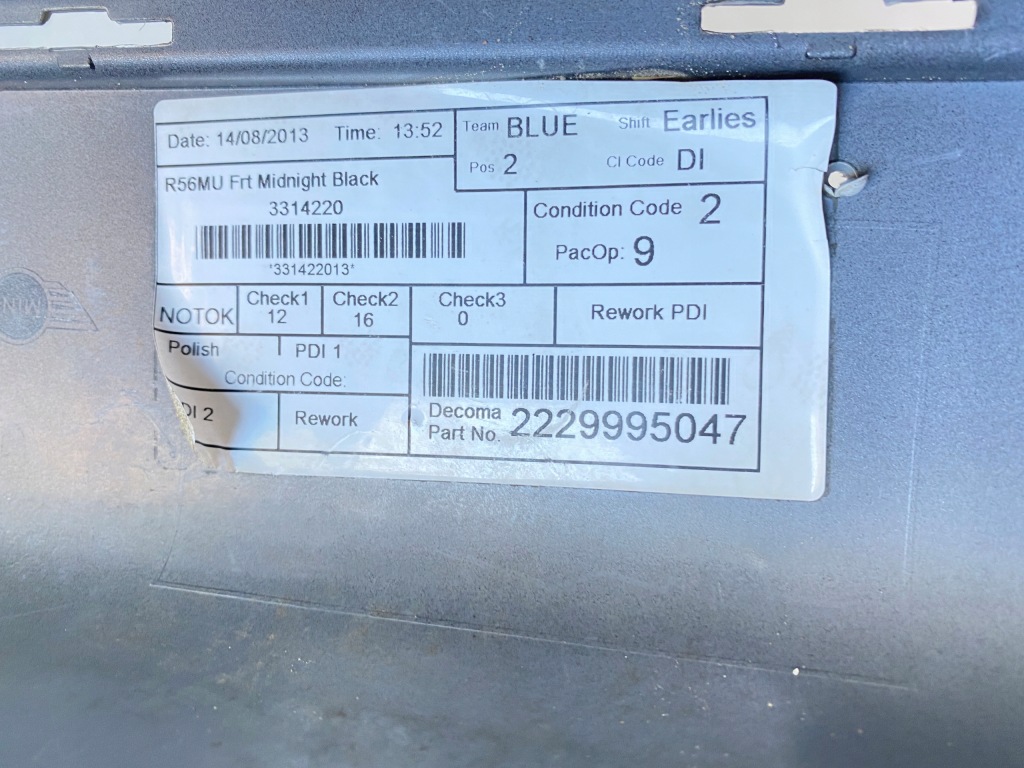 Date: 14/08/2013 Time: 13:52
Team BLUE Shift Earlies
Pos 2 CI Code DI
R56MU Frt Midnight Black
3314220
*331422013*
Condition Code 2
PacOp: 9
NOTOK
Check1
12
Check2
16
Check3
0
Rework PDI
Polish PDI 1
Condition Code:
DI 2
Rework
Decoma
Part No. 2229995047
MINI